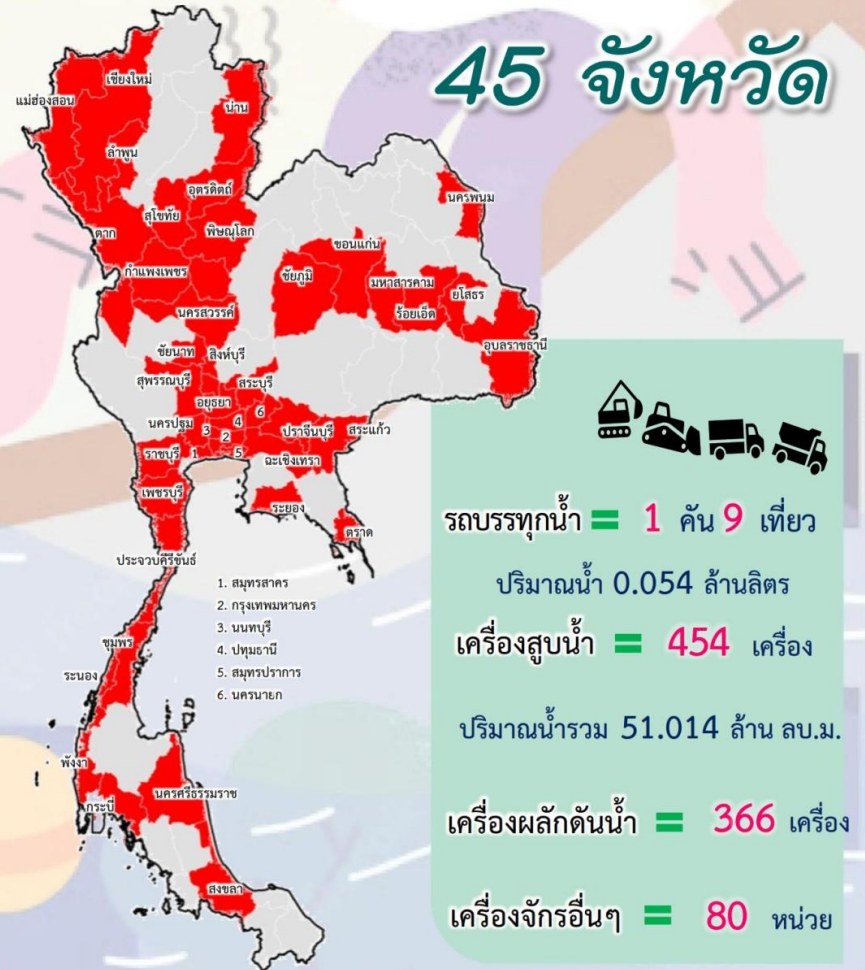 45 จังหวัด
เชียงใหม่
แม่ฮ่องสอน
น่าน
ลำพูน
อุตรดิตถ์
สุโขทัย
ตาก
พิษณุโลก
นครพนม
ขอนแก่น
กำแพงเพชร
ชัยภูมิ
มหาสารคาม
ยโสธร
นครสวรรค์
ร้อยเอ็ด
อุบลราชธานี
ชัยนาท
สิงห์บุรี
สุพรรณบุรี
สระบุรี
อยุธยา
6
4
นครปฐม
3
2
ปราจีนบุรี
สระแก้ว
ราชบุรี
1
5
ฉะเชิงเทรา
เพชรบุรี
ระยอง
ตราด
ประจวบคีรีขันธ์
1. สมุทรสาคร
2. กรุงเทพมหานคร
3. นนทบุรี
4. ปทุมธานี
5. สมุทรปราการ
6. นครนายก
ชุมพร
ระนอง
พังงา
นครศรีธรรมราช
กระบี่
สงขลา
รถบรรทุกน้ำ = 1 คัน 9 เที่ยว
ปริมาณน้ำ 0.054 ล้านลิตร
เครื่องสูบน้ำ = 454 เครื่อง
ปริมาณน้ำรวม 51.014 ล้าน ลบ.ม.
เครื่องผลักดันน้ำ = 366 เครื่อง
เครื่องจักรอื่นๆ = 80 หน่วย